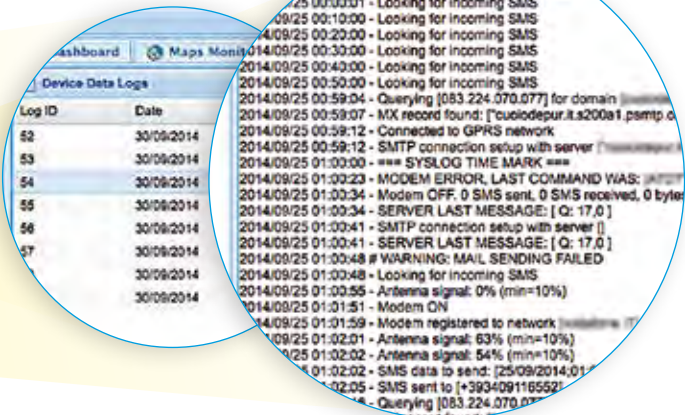 Dashboard Maps Monit
Device Data Logs
Log ID Date
52 30/09/2014
53 30/09/2014
54 30/09/2014
55 30/09/2014
56 30/09/2014
57 30/09/2014
30/09/2014
30/09/2014
25 00:00:01 - Looking for incoming SMS
09/25 00:10:00 - Looking for incoming SMS
2014/09/25 00:20:00 - Looking for incoming SMS
2014/09/25 00:30:00 - Looking for incoming SMS
2014/09/25 00:40:00 - Looking for incoming SMS
2014/09/25 00:50:00 - Looking for incoming SMS
2014/09/25 00:59:04 - Querying [083.224.070.077] for domain
2014/09/25 00:59:07 - MX record found: ["cuolodepur.it.s200a1.psmtp.c
2014/09/25 00:59:12 - Connected to GPRS network
2014/09/25 00:59:12 - SMTP connection setup with server
2014/09/25 01:00:00 - === SYSLOG TIME MARK ===
2014/09/25 01:00:23 - MODEM ERROR, LAST COMMAND WAS:
2014/09/25 01:00:34 - Modem OFF. 0 SMS sent, 0 SMS received, 0 bytes
2014/09/25 01:00:34 - SERVER LAST MESSAGE: [ Q: 17,0 ]
2014/09/25 01:00:41 - SMTP connection setup with server []
2014/09/25 01:00:41 - SERVER LAST MESSAGE: [ Q: 17,0 ]
2014/09/25 01:00:48 # WARNING: MAIL SENDING FAILED
2014/09/25 01:00:48 - Looking for incoming SMS
2014/09/25 01:00:55 - Antenna signal: 0% (min=10%)
2014/09/25 01:01:51 - Modem ON
4/09/25 01:01:59 - Modem registered to network
09/25 01:02:01 - Antenna signal: 63% (min=10%)
/25 01:02:02 - Antenna signal: 54% (min=10%)
01:02:02 - SMS data to send: [25/09/2014;01:
:02:05 - SMS sent to [+393409116552]
- Querying [083.224.070.077